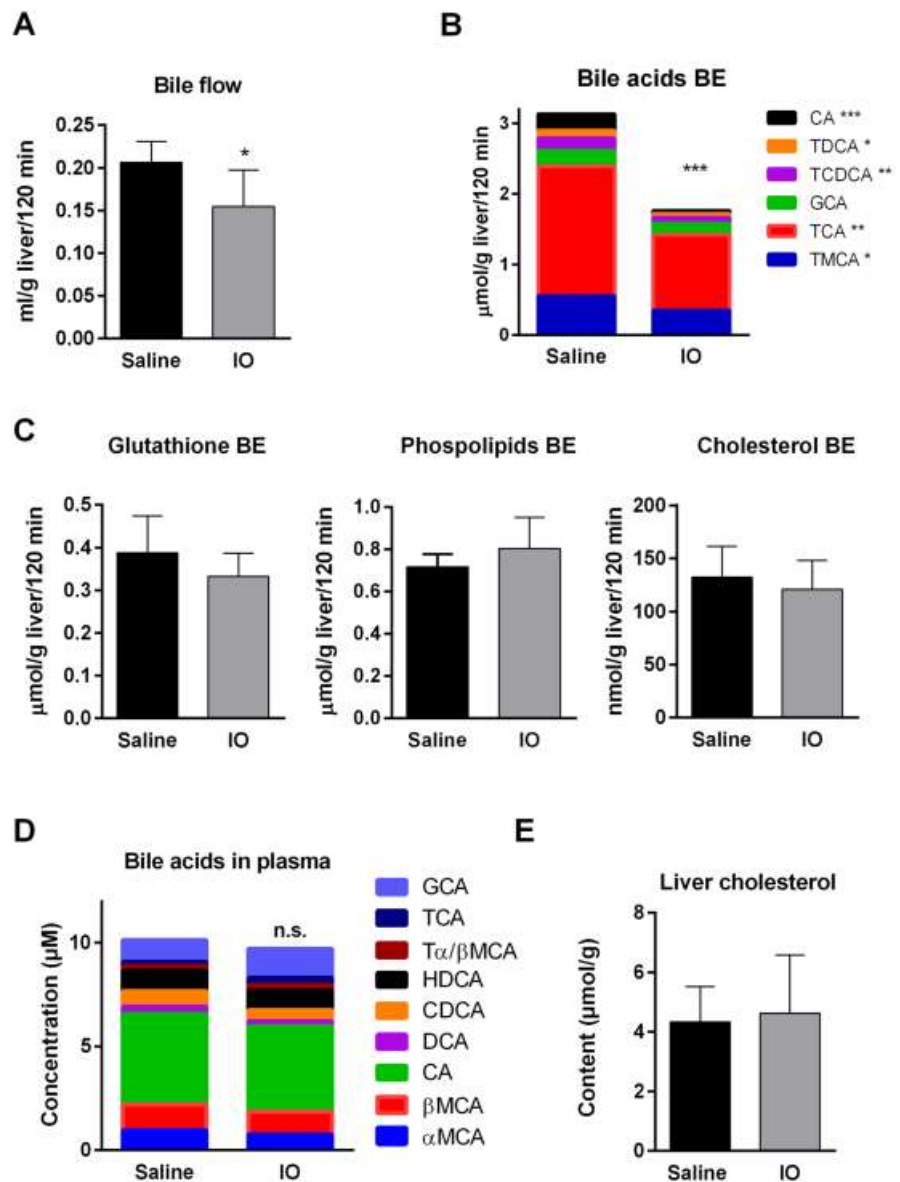 A
Bile flow
ml/g liver/120 min
0.25
0.20
0.15
0.10
0.05
0.00
*
Saline
IO
B
Bile acids BE
μmol/g liver/120 min
3
2
1
0
***
Saline
IO
CA ***
TDCA *
TCDCA **
GCA
TCA **
TMCA *
C
Glutathione BE
μmol/g liver/120 min
0.5
0.4
0.3
0.2
0.1
0.0
Saline
IO
Phospolipids BE
μmol/g liver/120 min
1.0
0.8
0.6
0.4
0.2
0.0
Saline
IO
Cholesterol BE
nmol/g liver/120 min
200
150
100
50
0
Saline
IO
D
Bile acids in plasma
Concentration (μM)
10
5
0
n.s.
Saline
IO
GCA
TCA
Tα/βMCA
HDCA
CDCA
DCA
CA
βMCA
αMCA
E
Liver cholesterol
Content (μmol/g)
8
6
4
2
0
Saline
IO